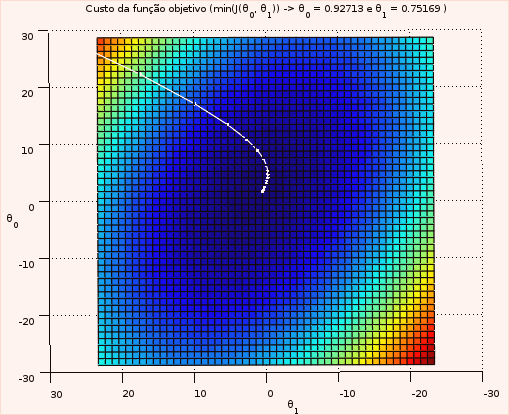 Custo da função objetivo (min(J(θ0, θ1)) -> θ0 = 0.92713 e θ1 = 0.75169 )
30
20
10
0
-10
-20
-30
θ0
30 20 10 0 -10 -20 -30
θ1